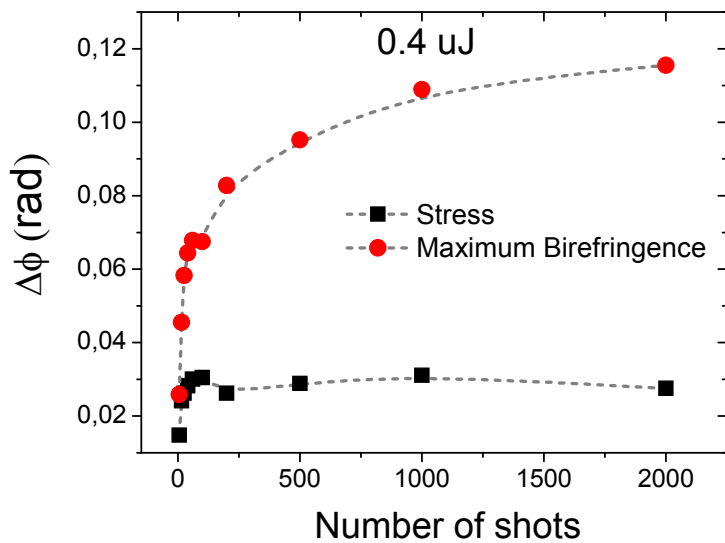 0.4 uJ
Δϕ (rad)
0,12
0,10
0,08
0,06
0,04
0,02
Stress
Maximum Birefringence
0
500
1000
1500
2000
Number of shots